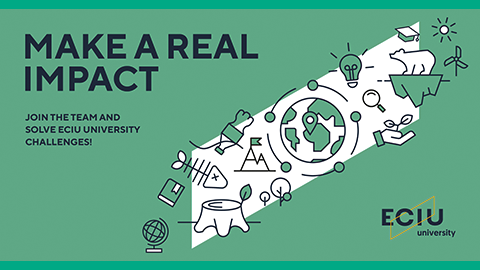 MAKE A REAL
IMPACT
JOIN THE TEAM AND
SOLVE ECIU UNIVERSITY
CHALLENGES!
ECIU
university